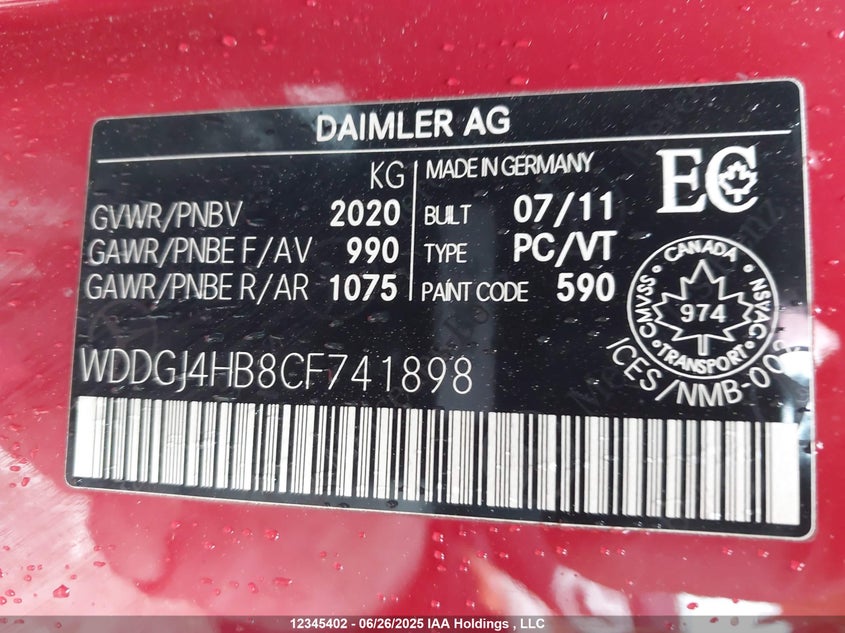 DAIMLER AG
KG
GVWR/PNBV 2020
GAWR/PNBE F/AV 990
GAWR/PNBE R/AR 1075
MADE IN GERMANY
BUILT 07/11
TYPE PC/VT
PAINT CODE 590
EC
CANADA
CMVSS 974 NSVAC
TRANSPORT
ICES/NMB-00
WDDGJ4HB8CF741898
12345402 - 06/26/2025 IAA Holdings , LLC